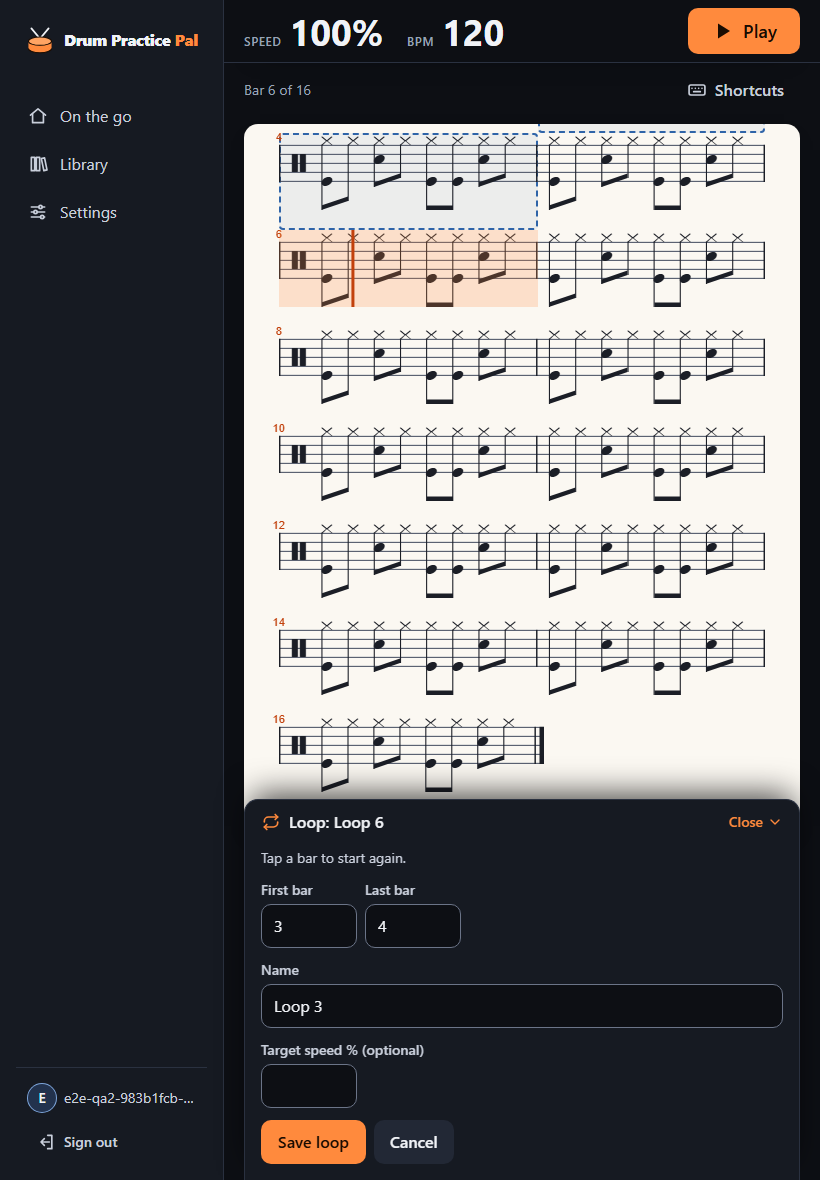 Drum Practice Pal
On the go
Library
Settings
e2e-qa2-983b1fcb-...
E
Sign out
SPEED 100% BPM 120
Play
Bar 6 of 16
Shortcuts
4
6
8
10
12
14
16
Loop: Loop 6
Close
Tap a bar to start again.
First bar Last bar
3 4
Name
Loop 3
Target speed % (optional)
Save loop Cancel